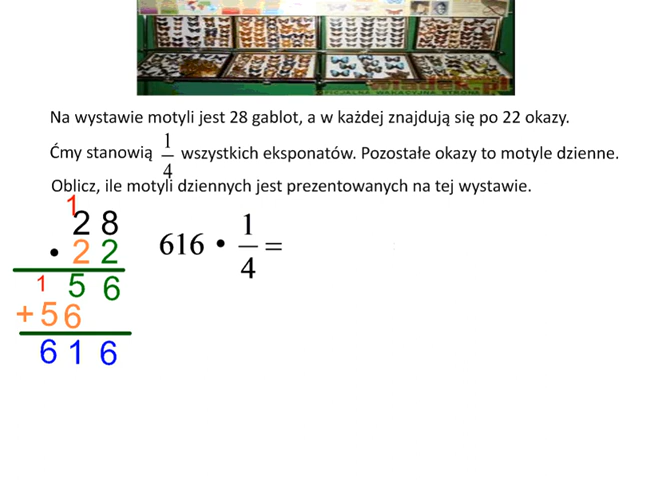 Na wystawie motyli jest 28 gablot, a w każdej znajdują się po 22 okazy.
Ćmy stanowią 1/4 wszystkich eksponatów. Pozostałe okazy to motyle dzienne.
Oblicz, ile motyli dziennych jest prezentowanych na tej wystawie.
1
28
• 22
1 56
+ 56
616
616 • 1/4 =